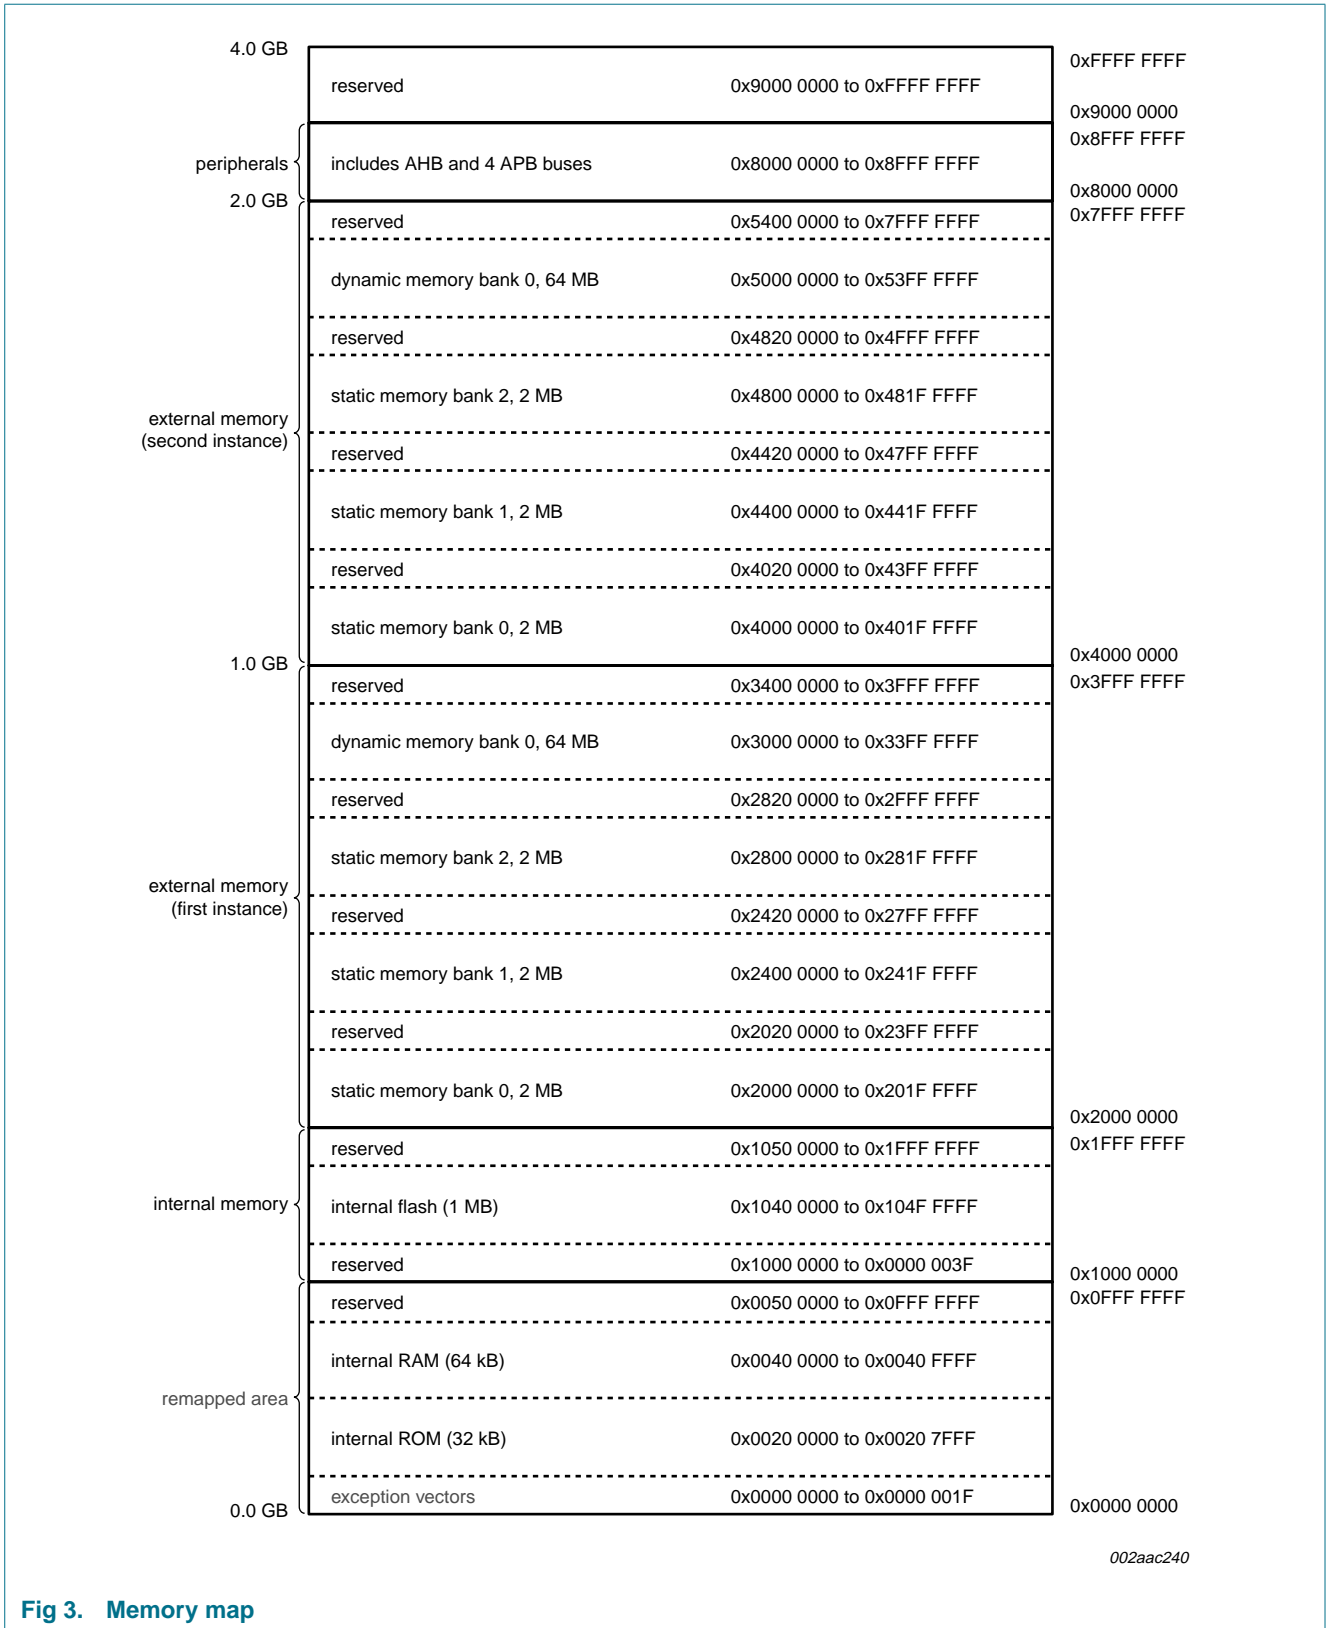 4.0 GB
0xFFFF FFFF
reserved 0x9000 0000 to 0xFFFF FFFF
0x9000 0000
0x8FFF FFFF
peripherals includes AHB and 4 APB buses 0x8000 0000 to 0x8FFF FFFF
0x8000 0000
2.0 GB
0x7FFF FFFF
reserved 0x5400 0000 to 0x7FFF FFFF
dynamic memory bank 0, 64 MB 0x5000 0000 to 0x53FF FFFF
reserved 0x4820 0000 to 0x4FFF FFFF
static memory bank 2, 2 MB 0x4800 0000 to 0x481F FFFF
external memory
(second instance)
reserved 0x4420 0000 to 0x47FF FFFF
static memory bank 1, 2 MB 0x4400 0000 to 0x441F FFFF
reserved 0x4020 0000 to 0x43FF FFFF
static memory bank 0, 2 MB 0x4000 0000 to 0x401F FFFF
0x4000 0000
1.0 GB
0x3FFF FFFF
reserved 0x3400 0000 to 0x3FFF FFFF
dynamic memory bank 0, 64 MB 0x3000 0000 to 0x33FF FFFF
reserved 0x2820 0000 to 0x2FFF FFFF
static memory bank 2, 2 MB 0x2800 0000 to 0x281F FFFF
external memory
(first instance)
reserved 0x2420 0000 to 0x27FF FFFF
static memory bank 1, 2 MB 0x2400 0000 to 0x241F FFFF
reserved 0x2020 0000 to 0x23FF FFFF
static memory bank 0, 2 MB 0x2000 0000 to 0x201F FFFF
0x2000 0000
0x1FFF FFFF
reserved 0x1050 0000 to 0x1FFF FFFF
internal memory internal flash (1 MB) 0x1040 0000 to 0x104F FFFF
reserved 0x1000 0000 to 0x0000 003F
0x1000 0000
0x0FFF FFFF
reserved 0x0050 0000 to 0x0FFF FFFF
internal RAM (64 kB) 0x0040 0000 to 0x0040 FFFF
remapped area
internal ROM (32 kB) 0x0020 0000 to 0x0020 7FFF
exception vectors 0x0000 0000 to 0x0000 001F
0.0 GB
0x0000 0000
002aac240
Fig 3. Memory map